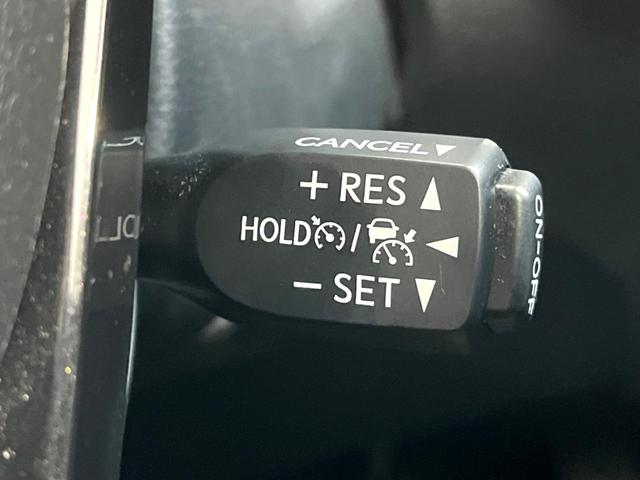 CANCEL▼
+ RES ▲
HOLD / ◀
− SET ▼
ON-OFF